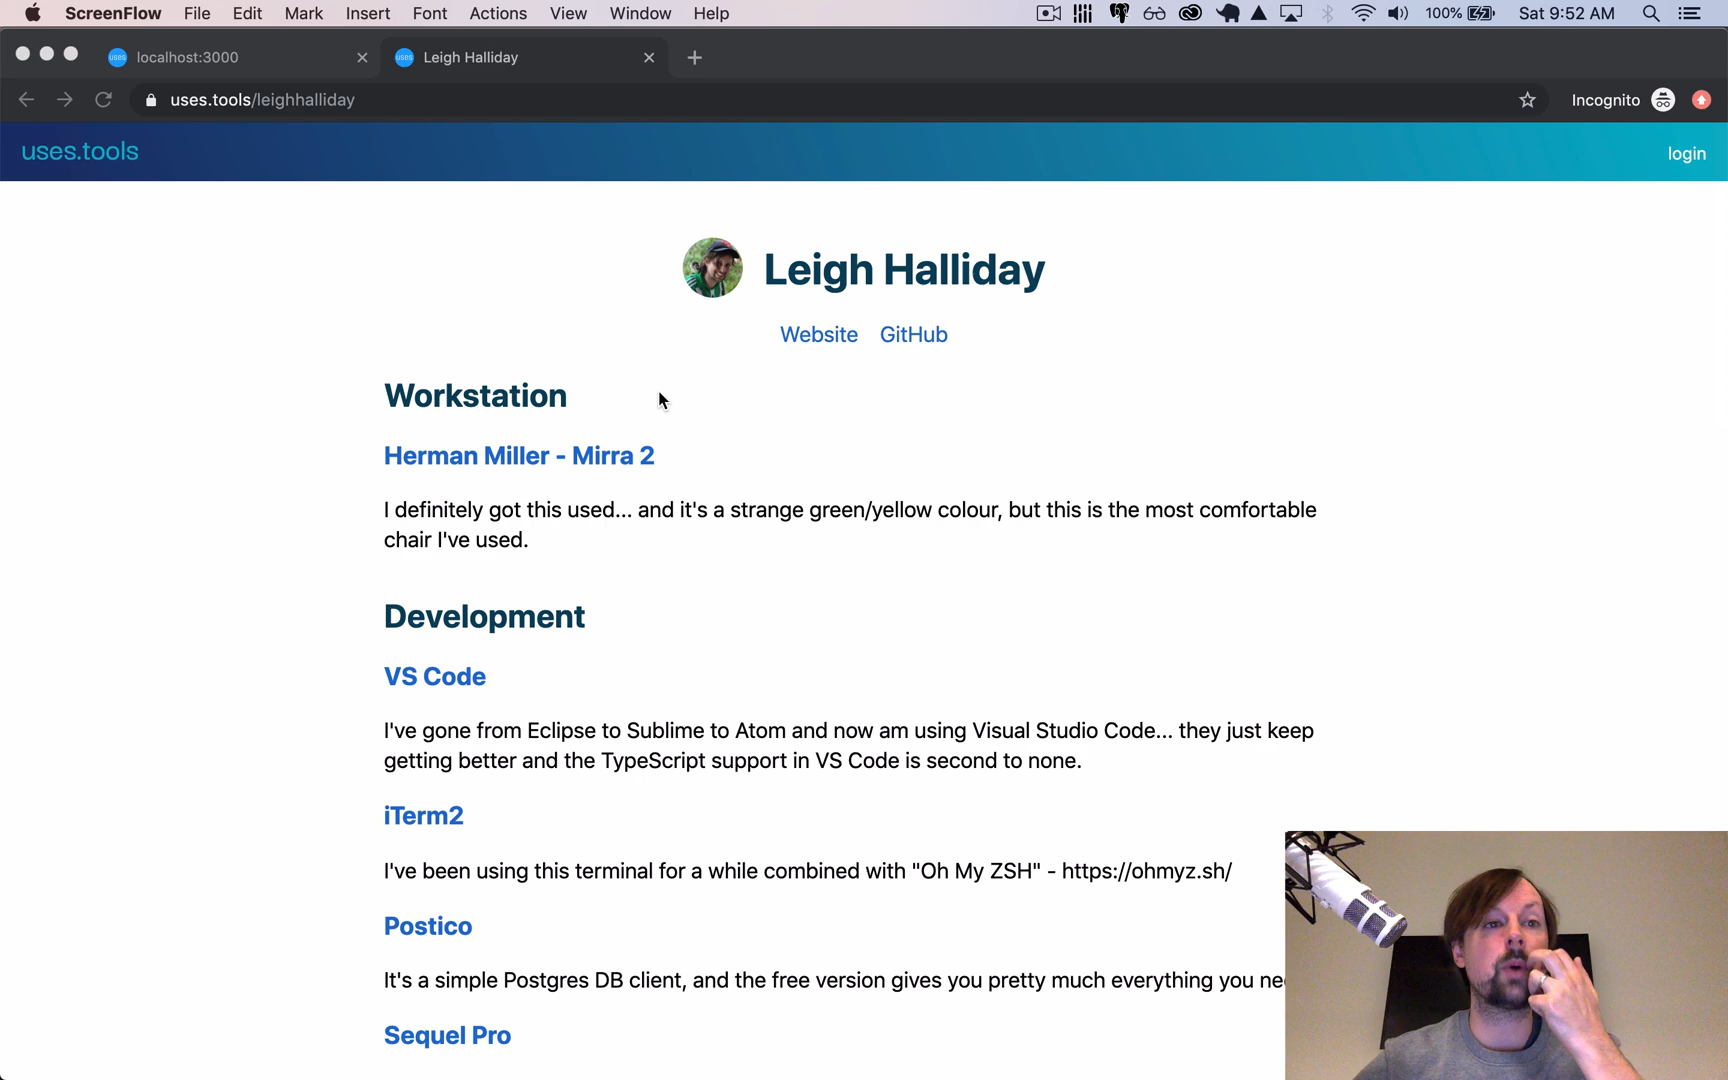 ScreenFlow File Edit Mark Insert Font Actions View Window Help 100% Sat 9:52 AM
uses localhost:3000 uses Leigh Halliday
uses.tools/leighhalliday Incognito
uses.tools login
Leigh Halliday
Website GitHub
Workstation
Herman Miller - Mirra 2
I definitely got this used... and it's a strange green/yellow colour, but this is the most comfortable
chair I've used.
Development
VS Code
I've gone from Eclipse to Sublime to Atom and now am using Visual Studio Code... they just keep
getting better and the TypeScript support in VS Code is second to none.
iTerm2
I've been using this terminal for a while combined with "Oh My ZSH" - https://ohmyz.sh/
Postico
It's a simple Postgres DB client, and the free version gives you pretty much everything you
Sequel Pro